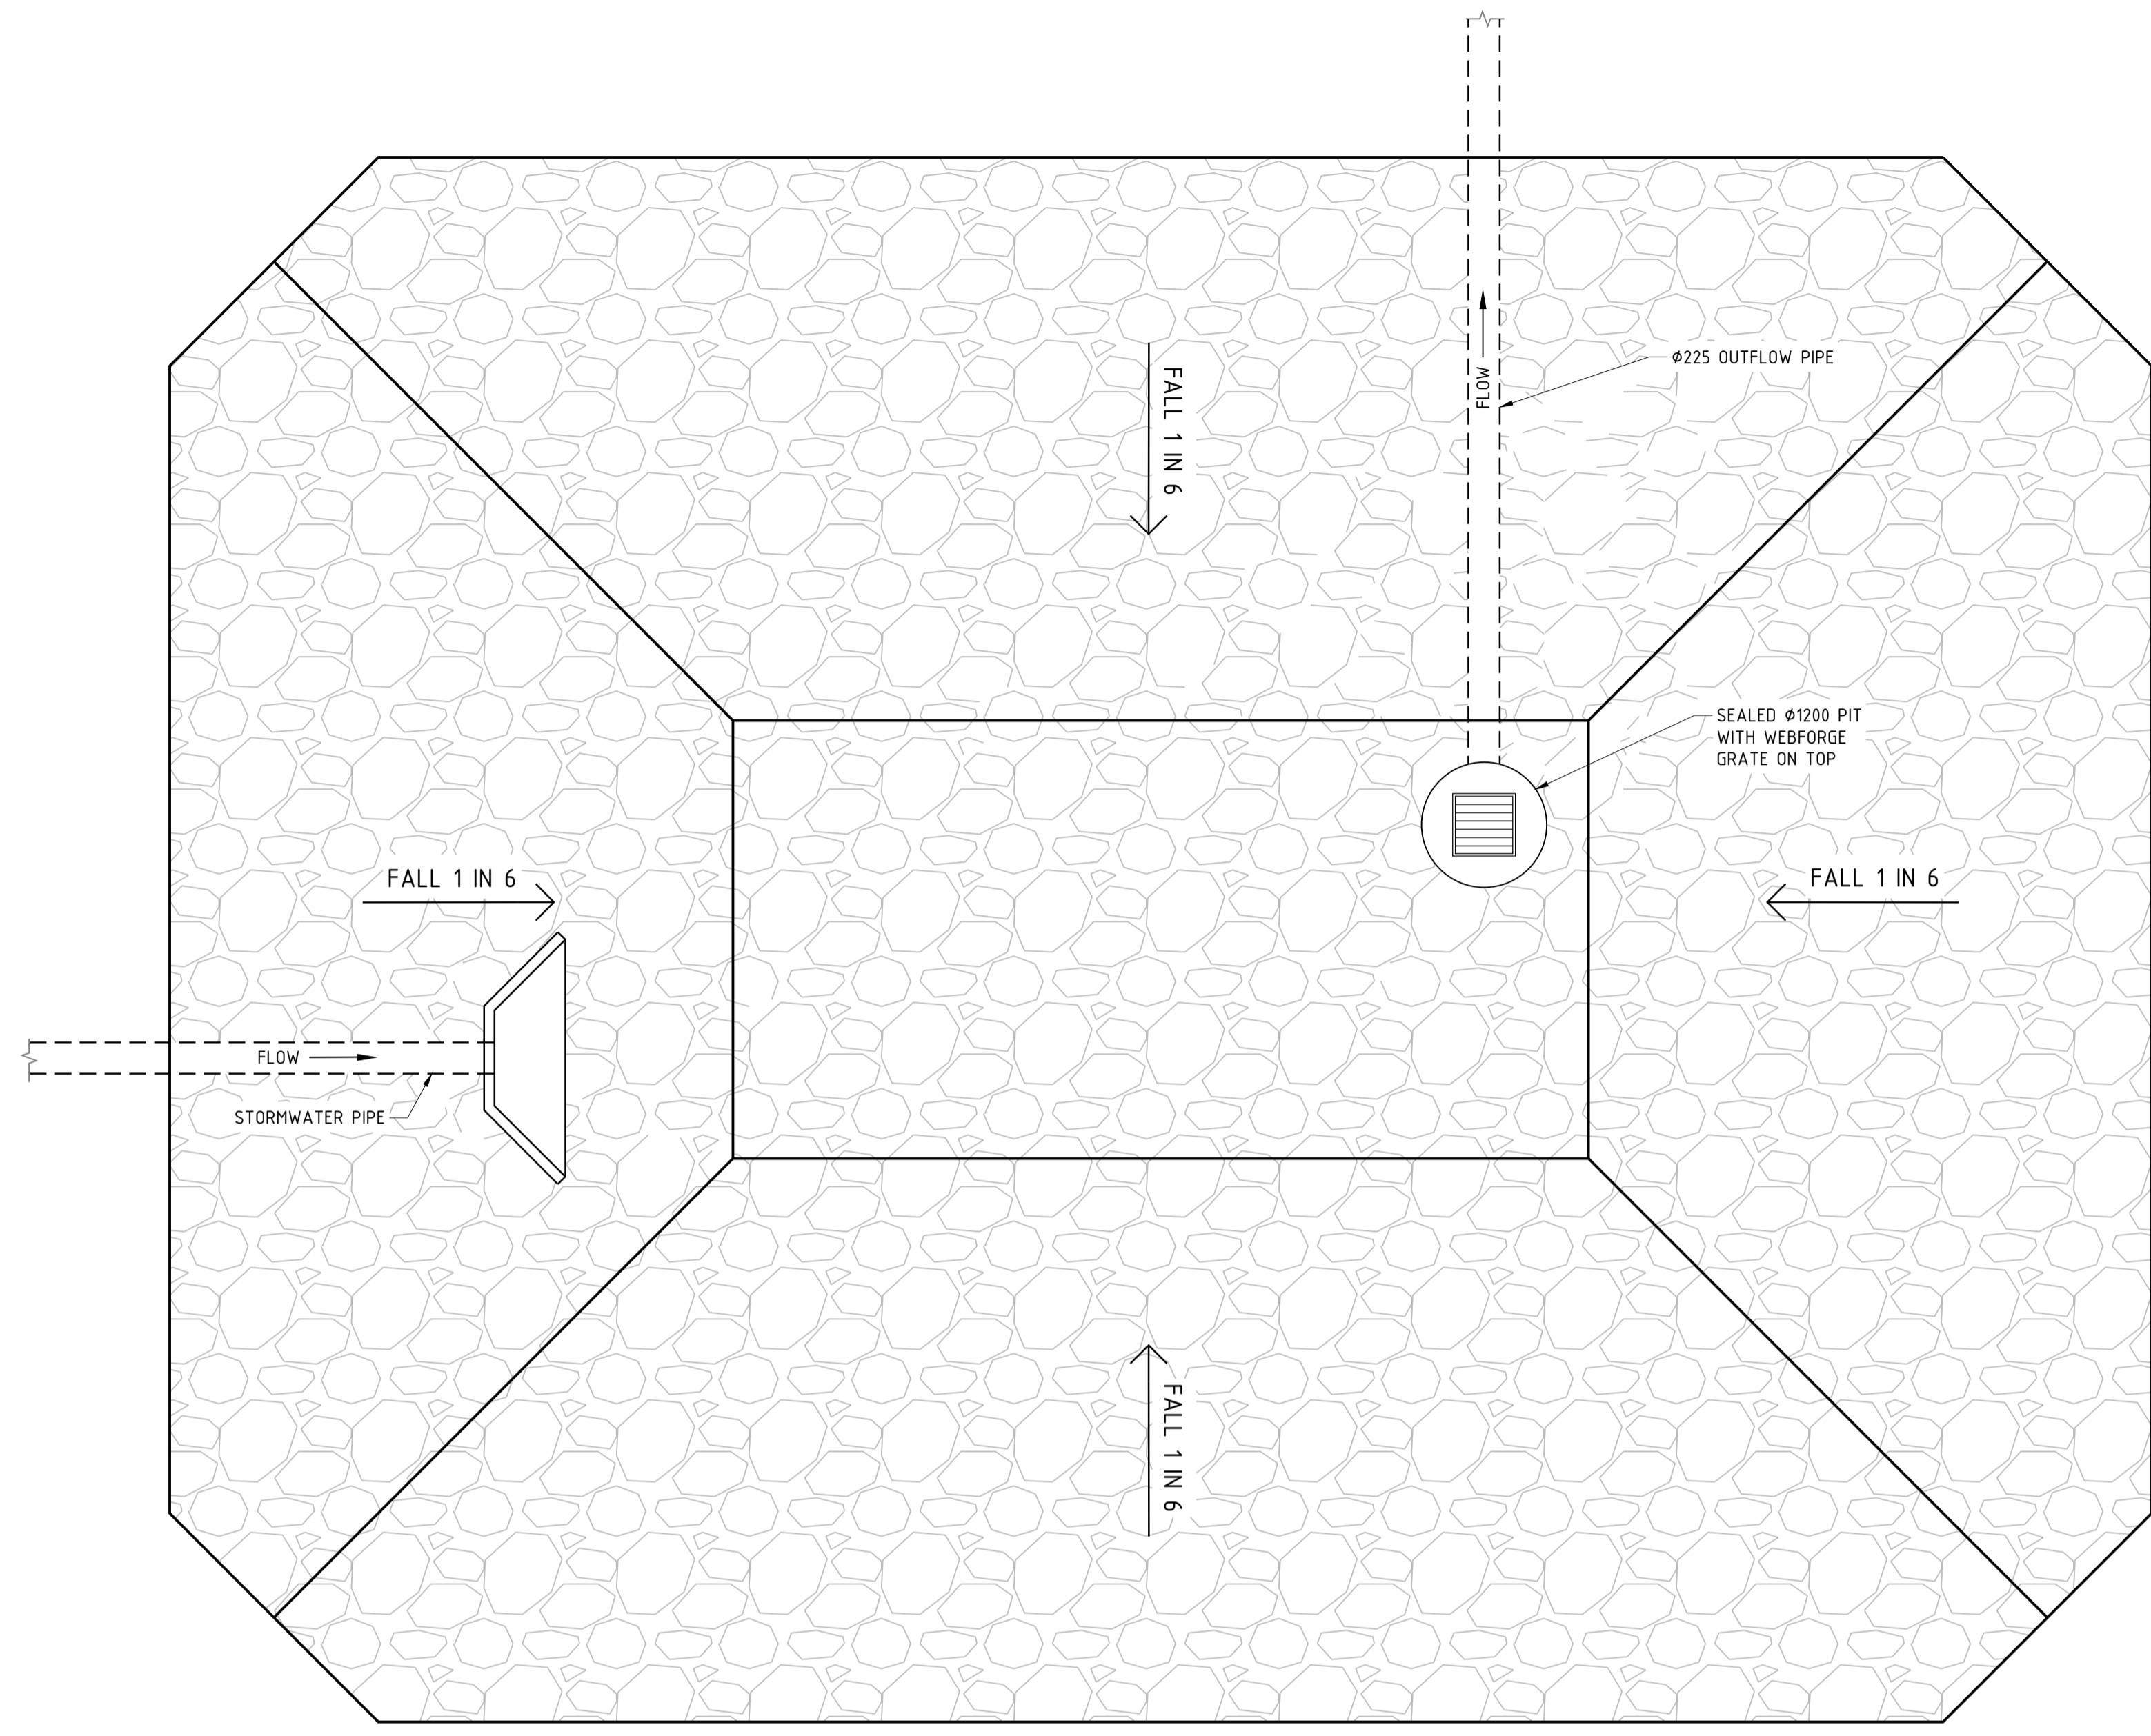 FALL 1 IN 6
FLOW
Ø225 OUTFLOW PIPE
SEALED Ø1200 PIT
WITH WEBFORGE
GRATE ON TOP
FALL 1 IN 6
FALL 1 IN 6
FLOW
STORMWATER PIPE
FALL 1 IN 6